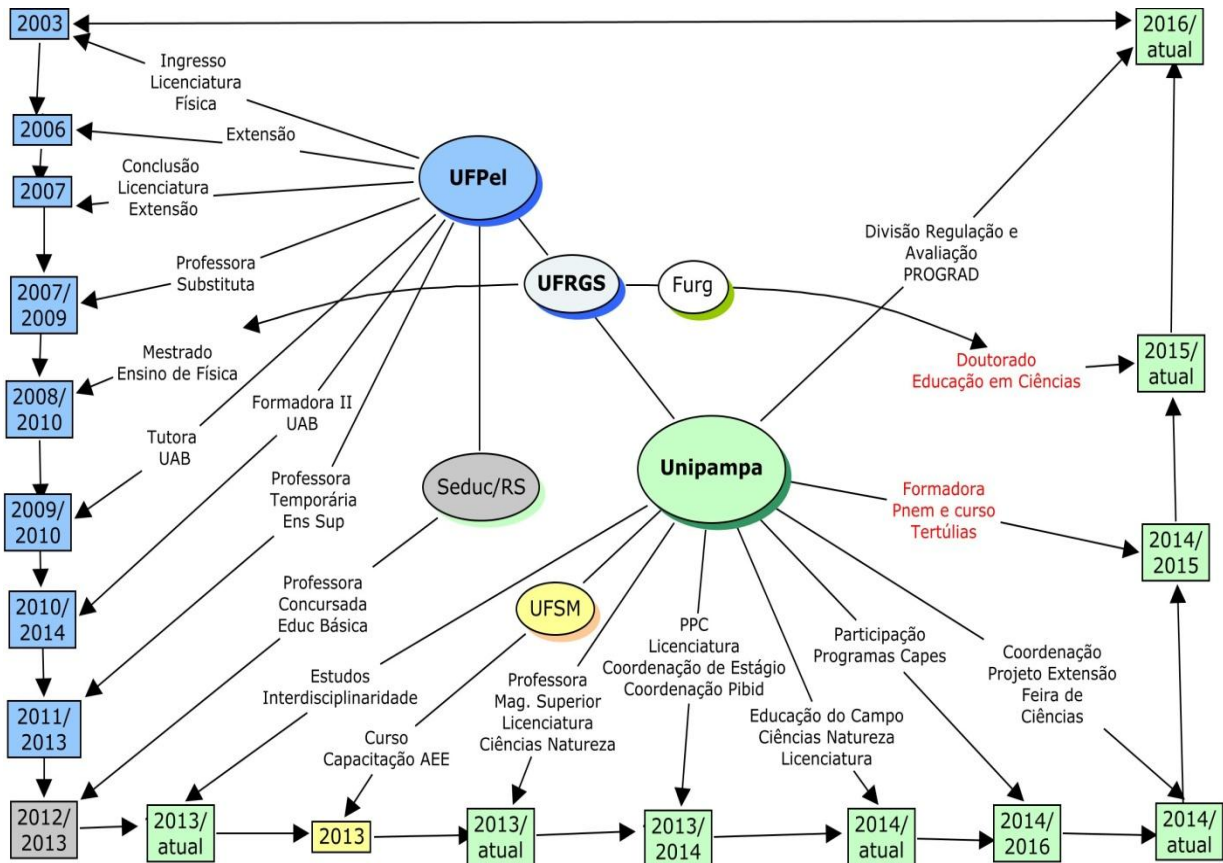 2003
2016/
atual
Ingresso
Licenciatura
Física
2006
Extensão
Conclusão
Licenciatura
Extensão
2007
UFPel
Divisão Regulação e
Avaliação
PROGRAD
Professora
Substituta
UFRGS
Furg
2007/
2009
Mestrado
Ensino de Física
Doutorado
Educação em Ciências
2015/
atual
2008/
2010
Formadora II
UAB
Tutora
UAB
Professora
Temporária
Ens Sup
Seduc/RS
Unipampa
Formadora
Pnem e curso
Tertúlias
2009/
2010
2014/
2015
Professora
Concursada
Educ Básica
UFSM
2010/
2014
PPC
Licenciatura
Coordenação de Estágio
Coordenação Pibid
Participação
Programas Capes
Coordenação
Projeto Extensão
Feira de
Ciências
Estudos
Interdisciplinaridade
Professora
Mag. Superior
Licenciatura
Ciências Natureza
2011/
2013
Curso
Capacitação AEE
Educação do Campo
Ciências Natureza
Licenciatura
2012/
2013
2013/
atual
2013
2013/
atual
2013/
2014
2014/
atual
2014/
2016
2014/
atual